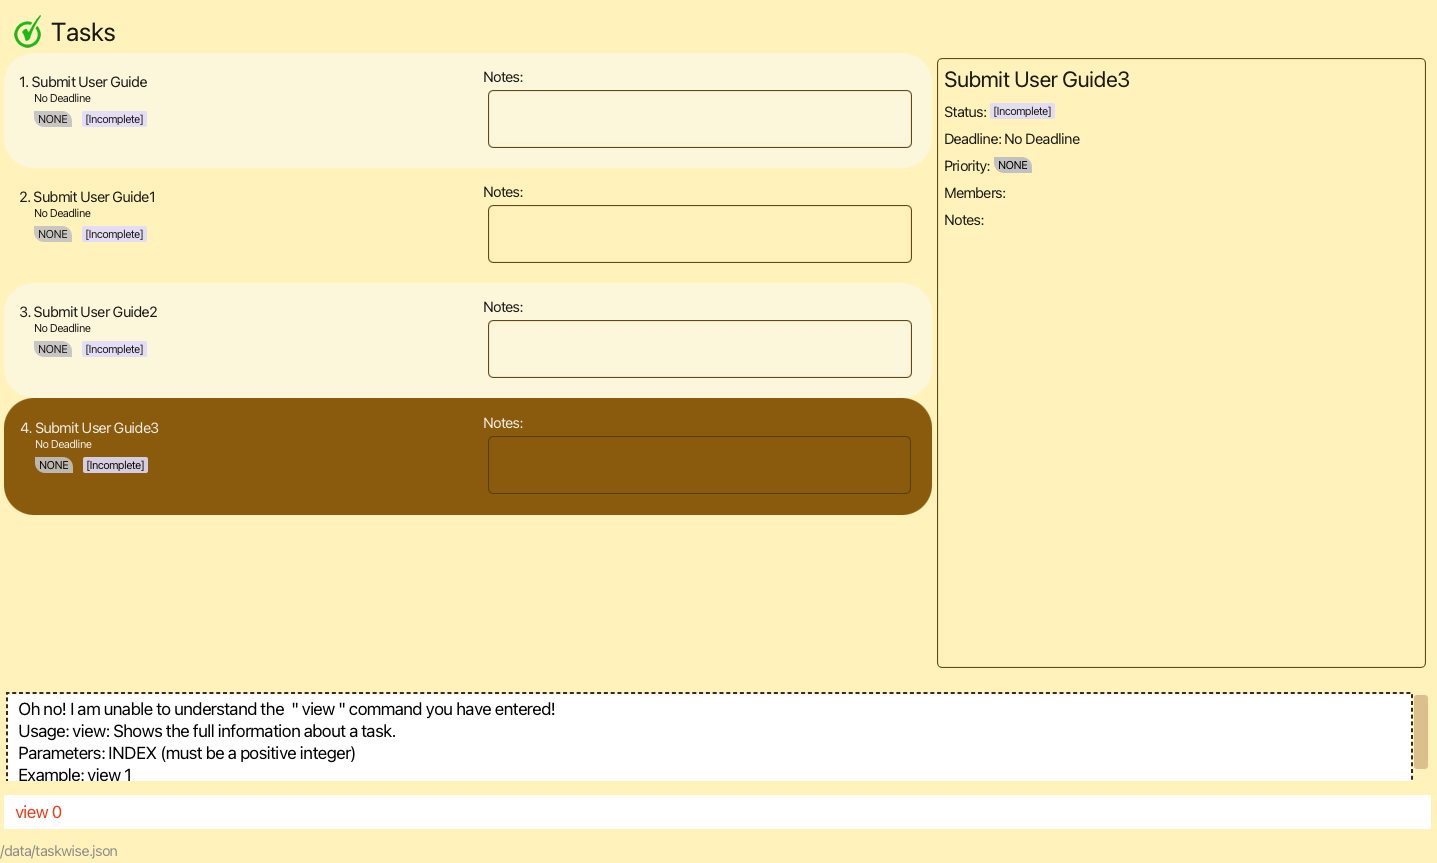 Tasks
1. Submit User Guide
No Deadline
NONE [Incomplete]
Notes:
2. Submit User Guide1
No Deadline
NONE [Incomplete]
Notes:
3. Submit User Guide2
No Deadline
NONE [Incomplete]
Notes:
4. Submit User Guide3
No Deadline
NONE [Incomplete]
Notes:
Submit User Guide3
Status: [Incomplete]
Deadline: No Deadline
Priority: NONE
Members:
Notes:
Oh no! I am unable to understand the  " view " command you have entered!
Usage: view: Shows the full information about a task.
Parameters: INDEX (must be a positive integer)
Example: view 1
view 0
/data/taskwise.json